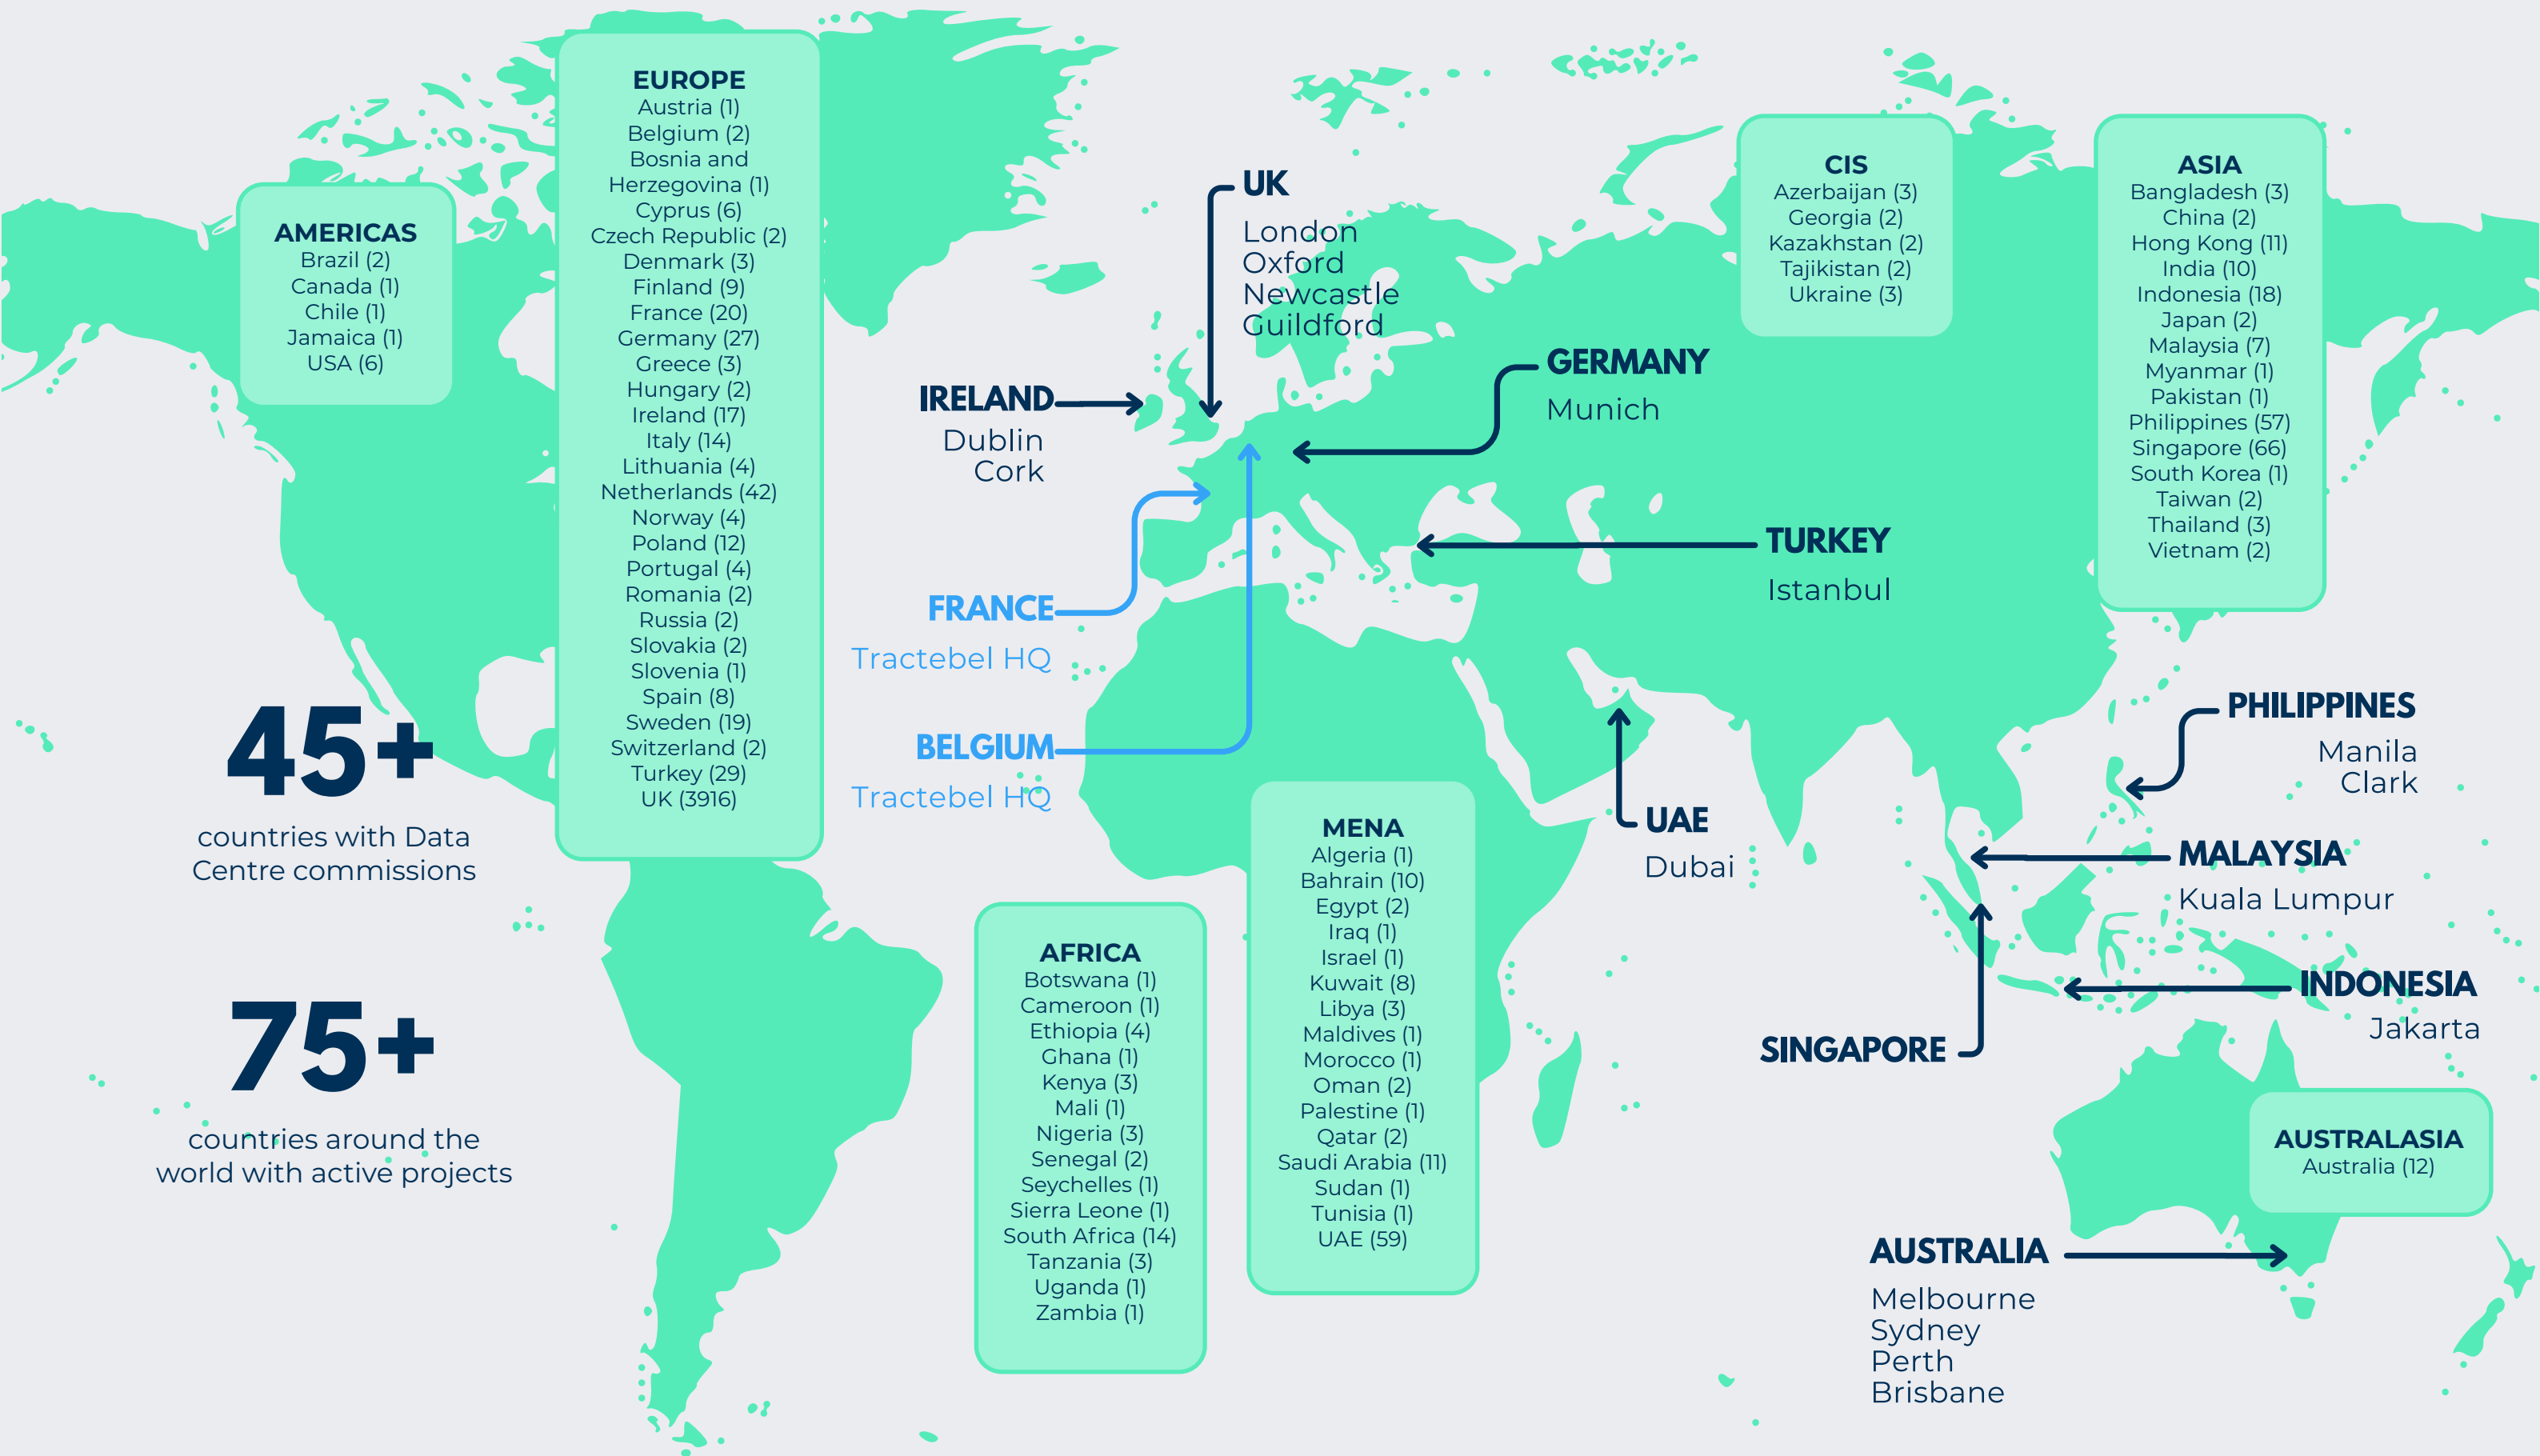 AMERICAS
Brazil (2)
Canada (1)
Chile (1)
Jamaica (1)
USA (6)
EUROPE
Austria (1)
Belgium (2)
Bosnia and
Herzegovina (1)
Cyprus (6)
Czech Republic (2)
Denmark (3)
Finland (9)
France (20)
Germany (27)
Greece (3)
Hungary (2)
Ireland (17)
Italy (14)
Lithuania (4)
Netherlands (42)
Norway (4)
Poland (12)
Portugal (4)
Romania (2)
Russia (2)
Slovakia (2)
Slovenia (1)
Spain (8)
Sweden (19)
Switzerland (2)
Turkey (29)
UK (3916)
45+
countries with Data
Centre commissions
75+
countries around the
world with active projects
UK
London
Oxford
Newcastle
Guildford
IRELAND
Dublin
Cork
GERMANY
Munich
FRANCE
Tractebel HQ
BELGIUM
Tractebel HQ
TURKEY
Istanbul
UAE
Dubai
CIS
Azerbaijan (3)
Georgia (2)
Kazakhstan (2)
Tajikistan (2)
Ukraine (3)
ASIA
Bangladesh (3)
China (2)
Hong Kong (11)
India (10)
Indonesia (18)
Japan (2)
Malaysia (7)
Myanmar (1)
Pakistan (1)
Philippines (57)
Singapore (66)
South Korea (1)
Taiwan (2)
Thailand (3)
Vietnam (2)
PHILIPPINES
Manila
Clark
MALAYSIA
Kuala Lumpur
INDONESIA
Jakarta
SINGAPORE
AFRICA
Botswana (1)
Cameroon (1)
Ethiopia (4)
Ghana (1)
Kenya (3)
Mali (1)
Nigeria (3)
Senegal (2)
Seychelles (1)
Sierra Leone (1)
South Africa (14)
Tanzania (3)
Uganda (1)
Zambia (1)
MENA
Algeria (1)
Bahrain (10)
Egypt (2)
Iraq (1)
Israel (1)
Kuwait (8)
Libya (3)
Maldives (1)
Morocco (1)
Oman (2)
Palestine (1)
Qatar (2)
Saudi Arabia (11)
Sudan (1)
Tunisia (1)
UAE (59)
AUSTRALASIA
Australia (12)
AUSTRALIA
Melbourne
Sydney
Perth
Brisbane